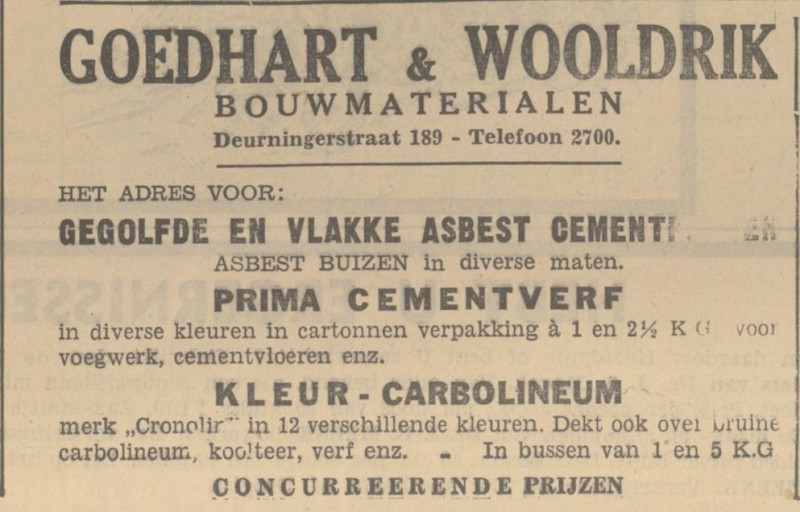 GOEDHART & WOOLDRIK
BOUWMATERIALEN
Deurningerstraat 189 - Telefoon 2700.
HET ADRES VOOR:
GEGOLFDE EN VLAKKE ASBEST
ASBEST BUIZEN in diverse maten.
PRIMA CEMENTVERF
in diverse kleuren in cartonnen verpakking à 1 en 2½ K G voor
voegwerk, cementvloeren enz.
KLEUR - CARBOLINEUM
merk „Cronolir" in 12 verschillende kleuren. Dekt ook over bruine
carbolineum, koolteer, verf enz. - In bussen van 1 en 5 K.G
CONCURREERENDE PRIJZEN